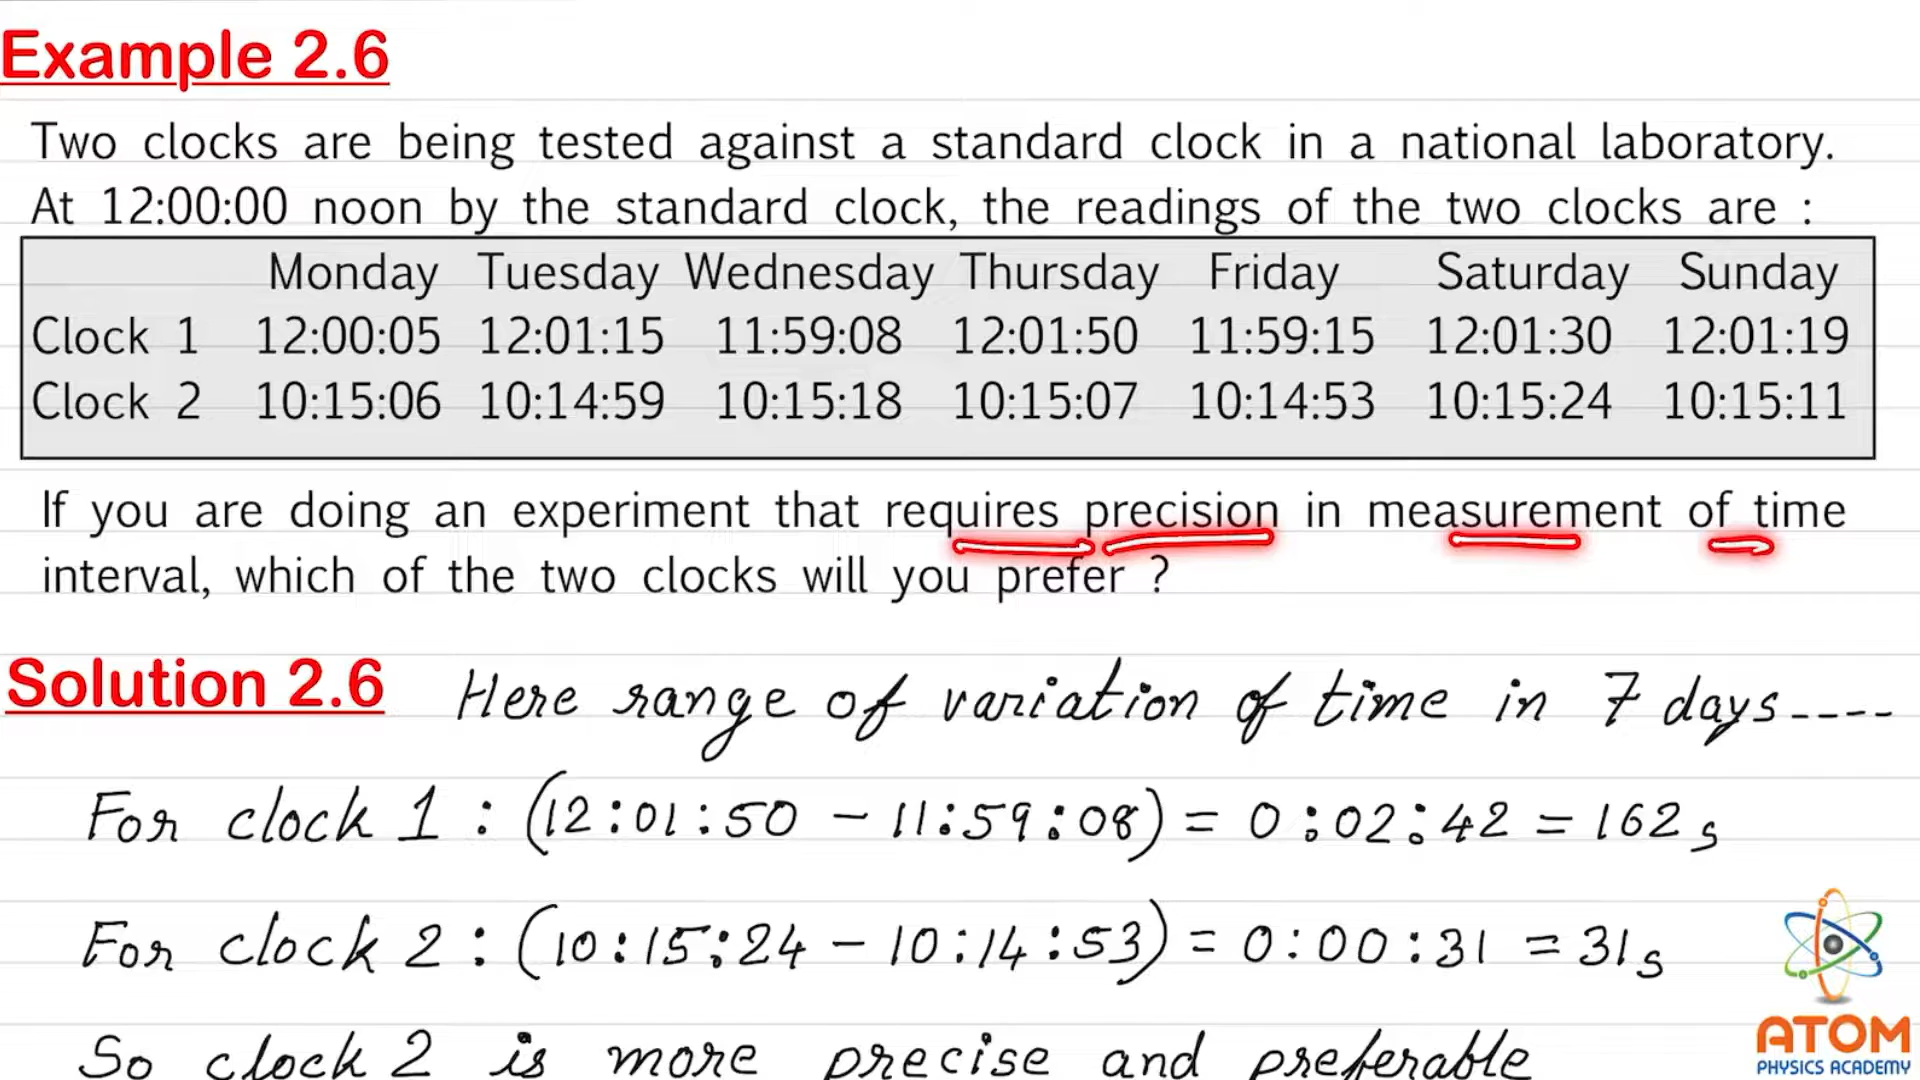 Example 2.6
Two clocks are being tested against a standard clock in a national laboratory.
At 12:00:00 noon by the standard clock, the readings of the two clocks are :
Monday Tuesday Wednesday Thursday Friday Saturday Sunday
Clock 1 12:00:05 12:01:15 11:59:08 12:01:50 11:59:15 12:01:30 12:01:19
Clock 2 10:15:06 10:14:59 10:15:18 10:15:07 10:14:53 10:15:24 10:15:11
If you are doing an experiment that requires precision in measurement of time
interval, which of the two clocks will you prefer ?
Solution 2.6 Here range of variation of time in 7 days----
For clock 1 : (12:01:50 - 11:59:08) = 0:02:42 = 162 s
For clock 2 : (10:15:24 - 10:14:53) = 0:00:31 = 31 s
So clock 2 is more precise and preferable
ATOM
PHYSICS ACADEMY